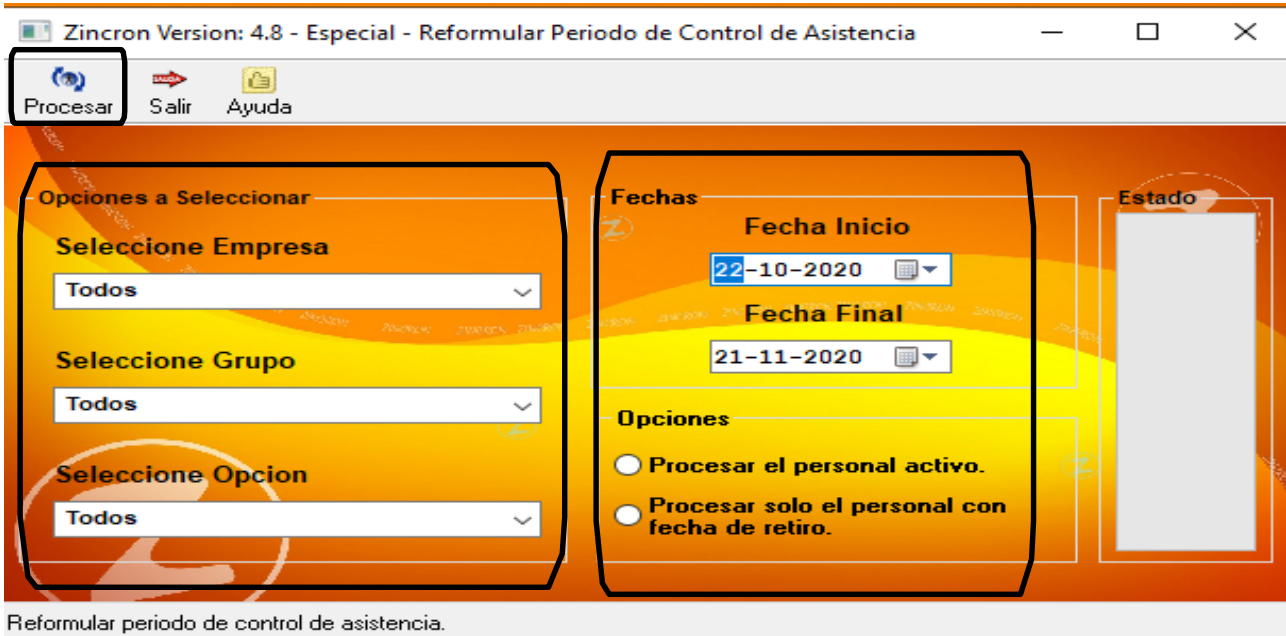 Zincron Version: 4.8 - Especial - Reformular Periodo de Control de Asistencia
Procesar Salir Ayuda
Opciones a Seleccionar
Seleccione Empresa
Todos
Seleccione Grupo
Todos
Seleccione Opcion
Todos
Fechas
Fecha Inicio
22-10-2020
Fecha Final
21-11-2020
Opciones
Procesar el personal activo.
Procesar solo el personal con
fecha de retiro.
Estado
Reformular periodo de control de asistencia.